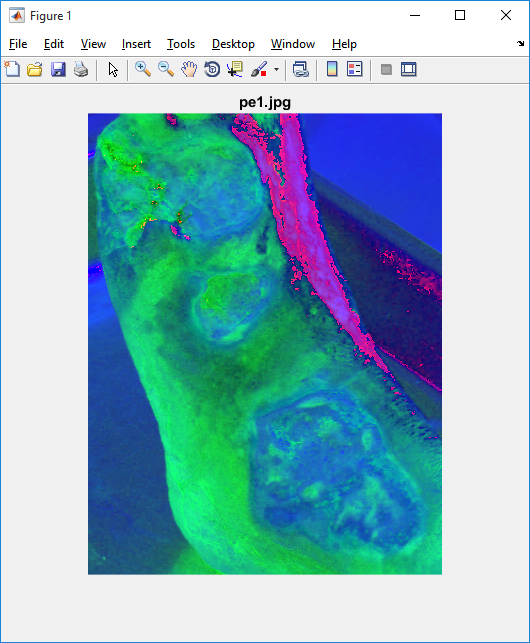 Figure 1
File Edit View Insert Tools Desktop Window Help
pe1.jpg